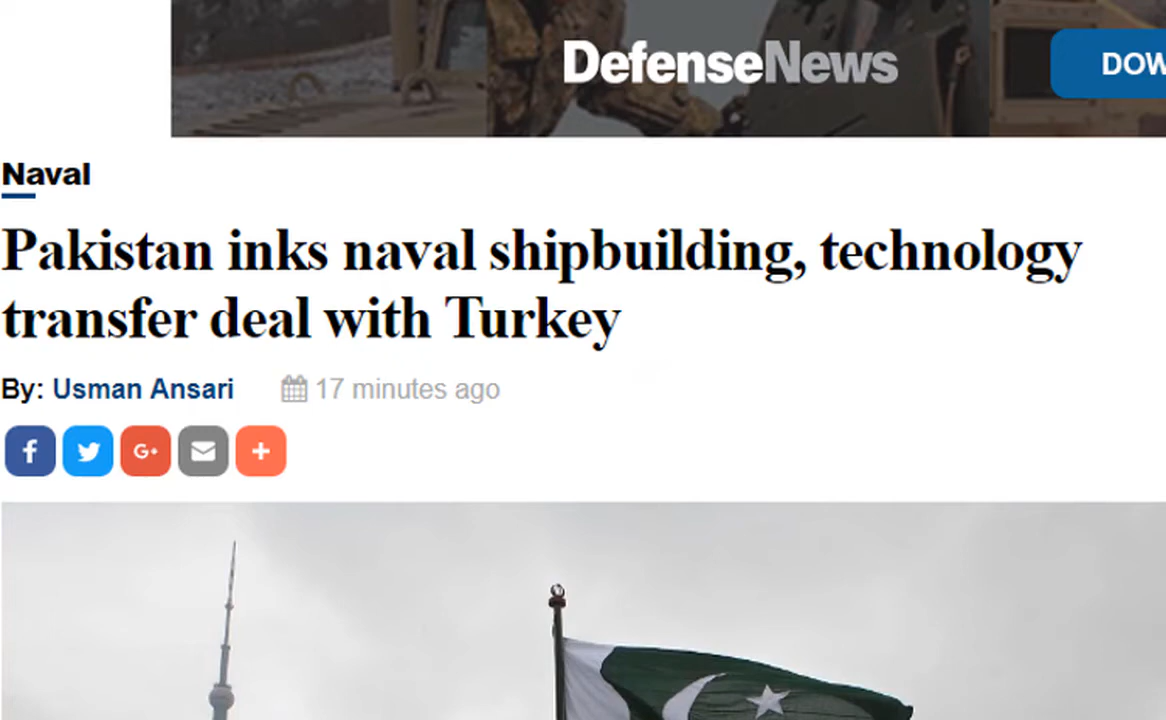 DefenseNews
DOW
Naval
Pakistan inks naval shipbuilding, technology
transfer deal with Turkey
By: Usman Ansari 17 minutes ago
f G+ +